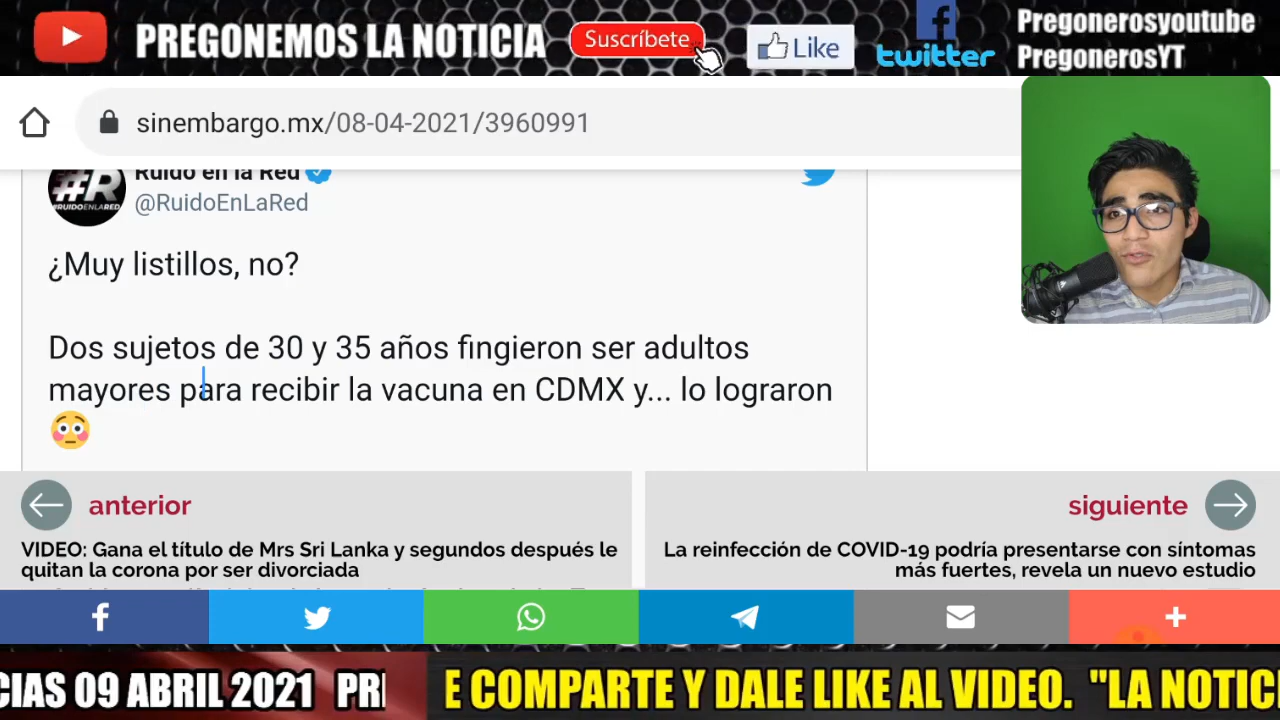 PREGONEMOS LA NOTICIA
Suscríbete
Like
twitter
Pregonerosyoutube
PregonerosYT
sinembargo.mx/08-04-2021/3960991
#R
#RUIDOENLARED
Ruido en la Red
@RuidoEnLaRed
¿Muy listillos, no?
Dos sujetos de 30 y 35 años fingieron ser adultos
mayores para recibir la vacuna en CDMX y... lo lograron
anterior
VIDEO: Gana el título de Mrs Sri Lanka y segundos después le
quitan la corona por ser divorciada
siguiente
La reinfección de COVID-19 podría presentarse con síntomas
más fuertes, revela un nuevo estudio
CIAS 09 ABRIL 2021 PRI
E COMPARTE Y DALE LIKE AL VIDEO. "LA NOTIC